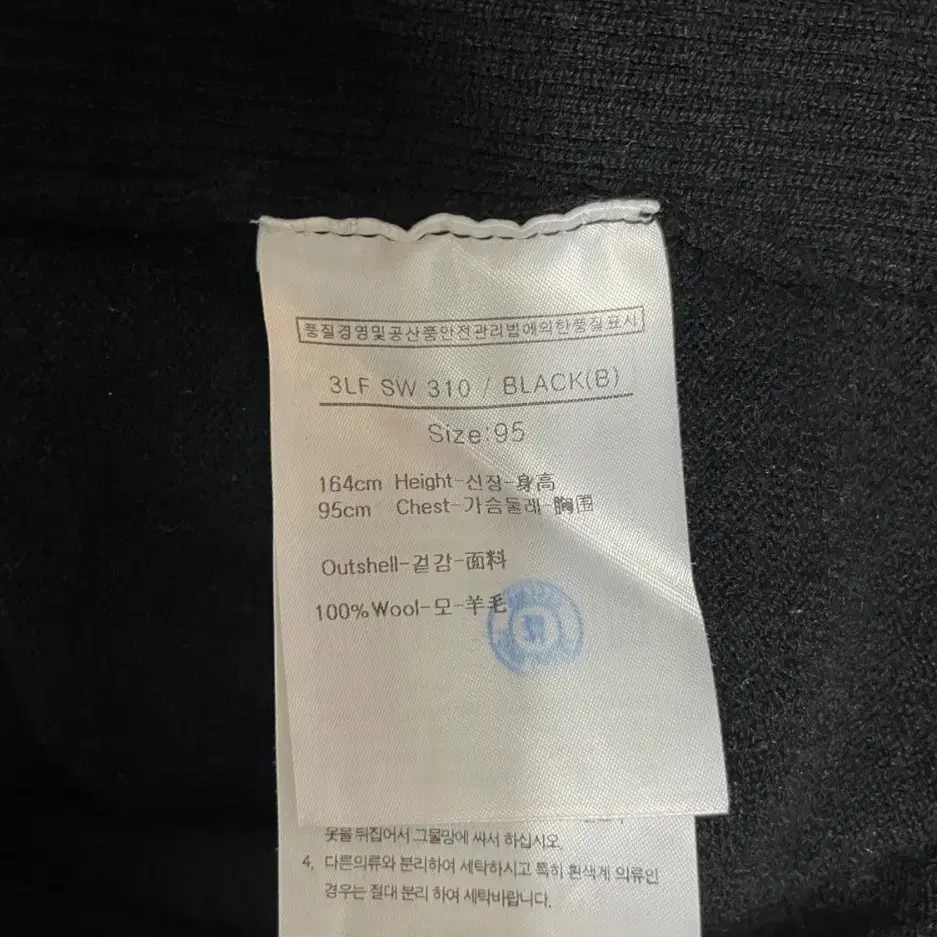 품질경영및공산품안전관리법에의한품질표시
3LF SW 310 / BLACK(B)
Size:95
164cm Height-신장-身高
95cm Chest-가슴둘레-胸围
Outshell-겉감-面料
100%Wool-모-羊毛
옷을 뒤집어서 그물망에 싸서 하십시오.
4. 다른의류와 분리하여 세탁하시고 특히 흰색계 의류인
경우는 절대 분리 하여 세탁바랍니다.